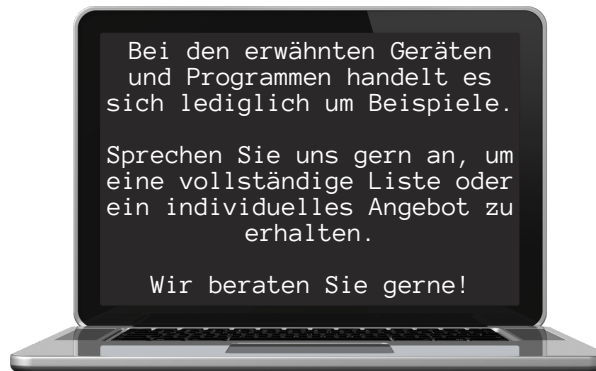 Bei den erwähnten Geräten
und Programmen handelt es
sich lediglich um Beispiele.
Sprechen Sie uns gern an, um
eine vollständige Liste oder
ein individuelles Angebot zu
erhalten.
Wir beraten Sie gerne!